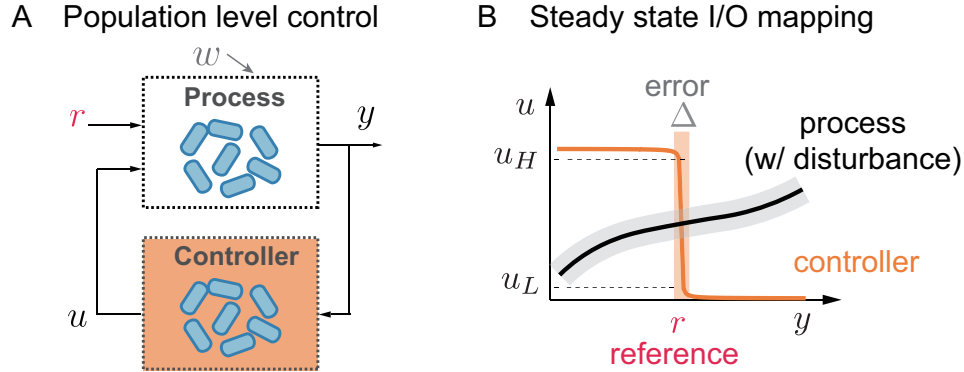 A Population level control
w
Process
r
y
Controller
u
B Steady state I/O mapping
u
error
Δ
process
(w/ disturbance)
u_H
controller
u_L
r
y
reference